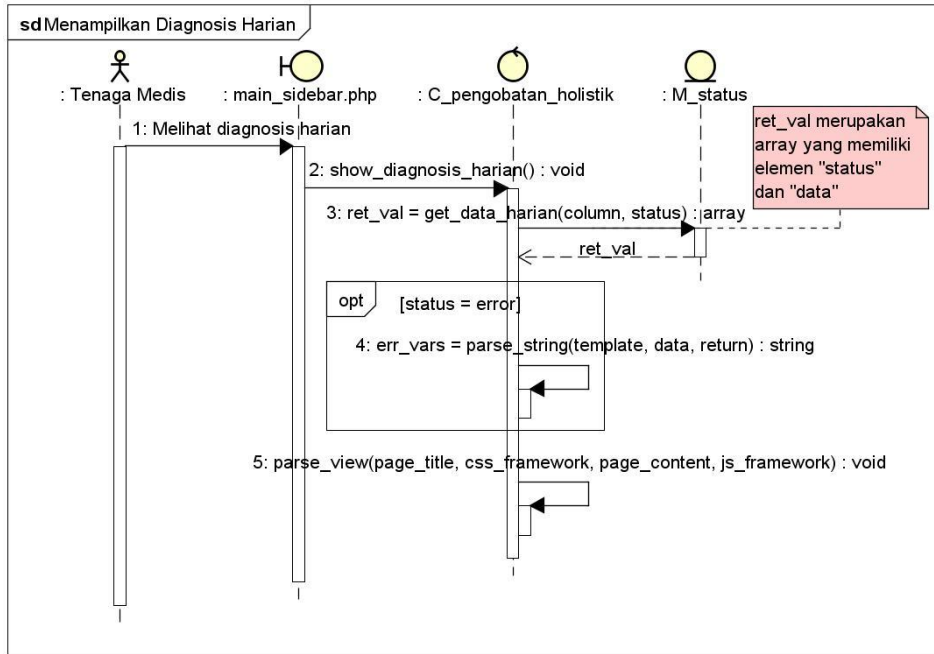 sd Menampilkan Diagnosis Harian
: Tenaga Medis
: main_sidebar.php
: C_pengobatan_holistik
: M_status
ret_val merupakan
array yang memiliki
elemen "status"
dan "data"
1: Melihat diagnosis harian
2: show_diagnosis_harian() : void
3: ret_val = get_data_harian(column, status) : array
ret_val
opt
[status = error]
4: err_vars = parse_string(template, data, return) : string
5: parse_view(page_title, css_framework, page_content, js_framework) : void